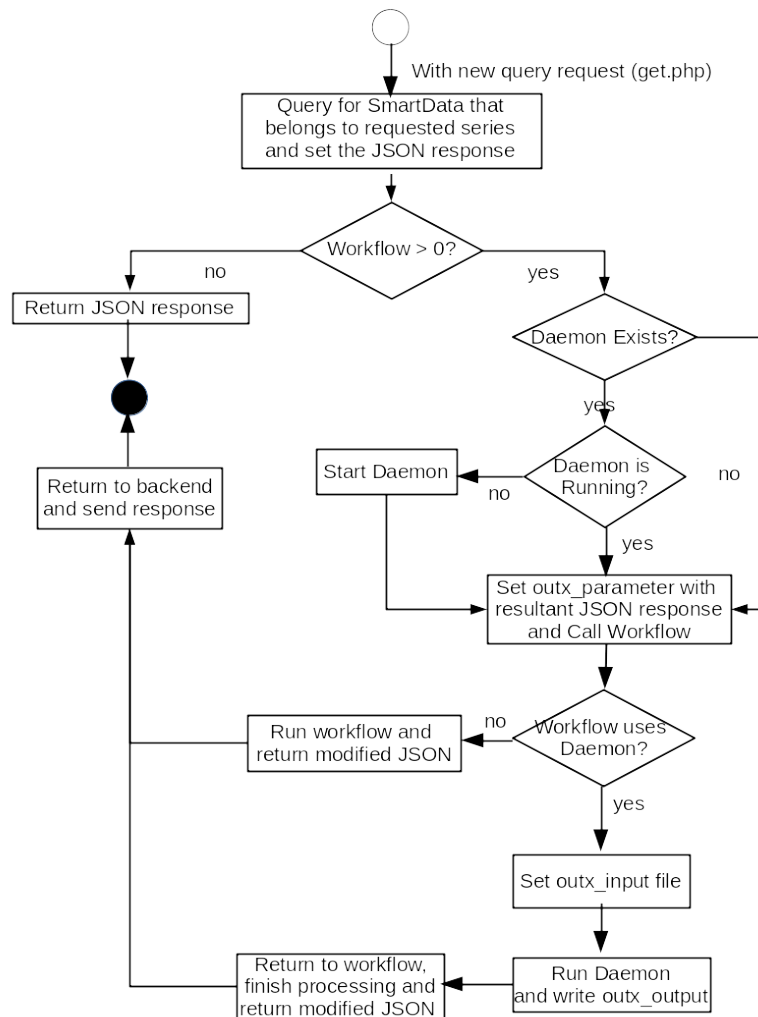 With new query request (get.php)
Query for SmartData that
belongs to requested series
and set the JSON response
Workflow > 0?
no
yes
Return JSON response
Daemon Exists?
yes
Return to backend
and send response
Start Daemon
Daemon is
Running?
no
no
yes
Set outx_parameter with
resultant JSON response
and Call Workflow
Run workflow and
return modified JSON
no
Workflow uses
Daemon?
yes
Set outx_input file
Return to workflow,
finish processing and
return modified JSON
Run Daemon
and write outx_output